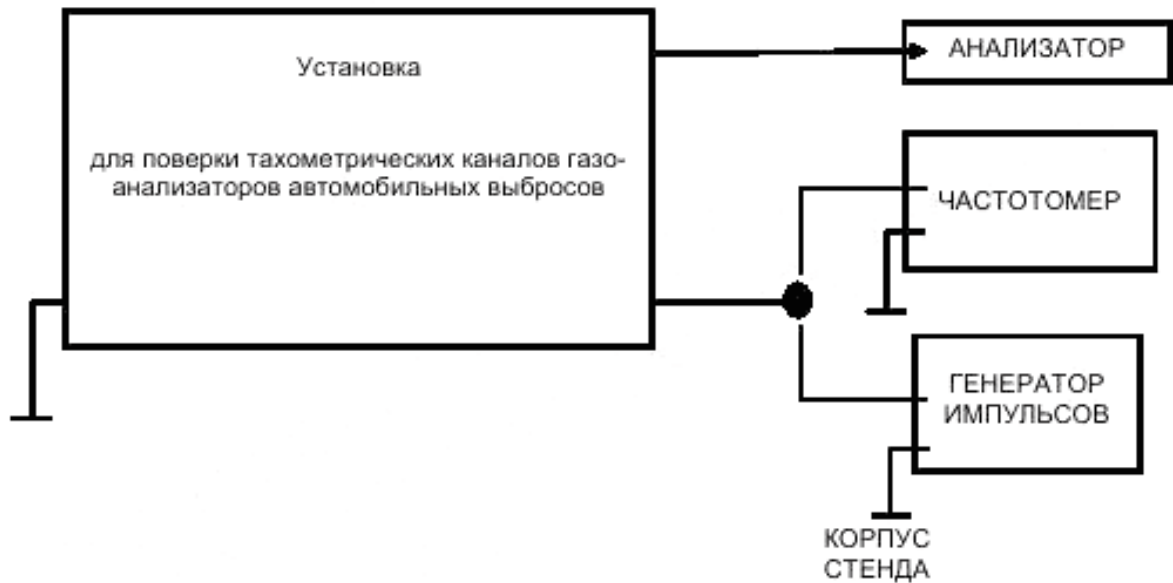 Установка
для поверки тахометрических каналов газо-
анализаторов автомобильных выбросов
АНАЛИЗАТОР
ЧАСТОТОМЕР
ГЕНЕРАТОР
ИМПУЛЬСОВ
КОРПУС
СТЕНДА